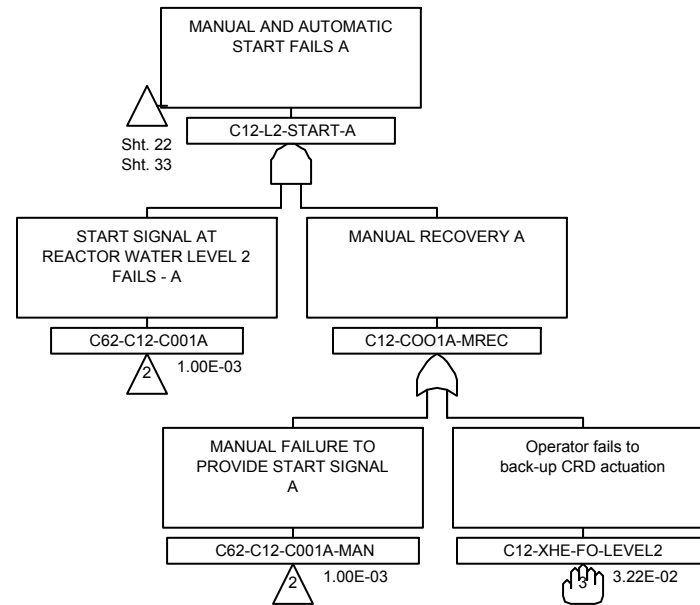 MANUAL AND AUTOMATIC
START FAILS A
Sht. 22
Sht. 33
C12-L2-START-A
START SIGNAL AT
REACTOR WATER LEVEL 2
FAILS - A
MANUAL RECOVERY A
C62-C12-C001A
2
1.00E-03
C12-COO1A-MREC
MANUAL FAILURE TO
PROVIDE START SIGNAL
A
Operator fails to
back-up CRD actuation
C62-C12-C001A-MAN
2
1.00E-03
C12-XHE-FO-LEVEL2
3
3.22E-02